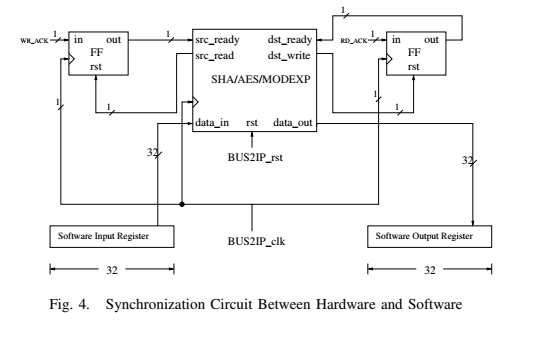 1
WR_ACK 1 in out 1 src_ready dst_ready RD_ACK 1 in out
FF src_read dst_write FF
rst rst
SHA/AES/MODEXP
1 1 1 1
data_in rst data_out
32 BUS2IP_rst 32
Software Input Register BUS2IP_clk Software Output Register
32 32
Fig. 4. Synchronization Circuit Between Hardware and Software